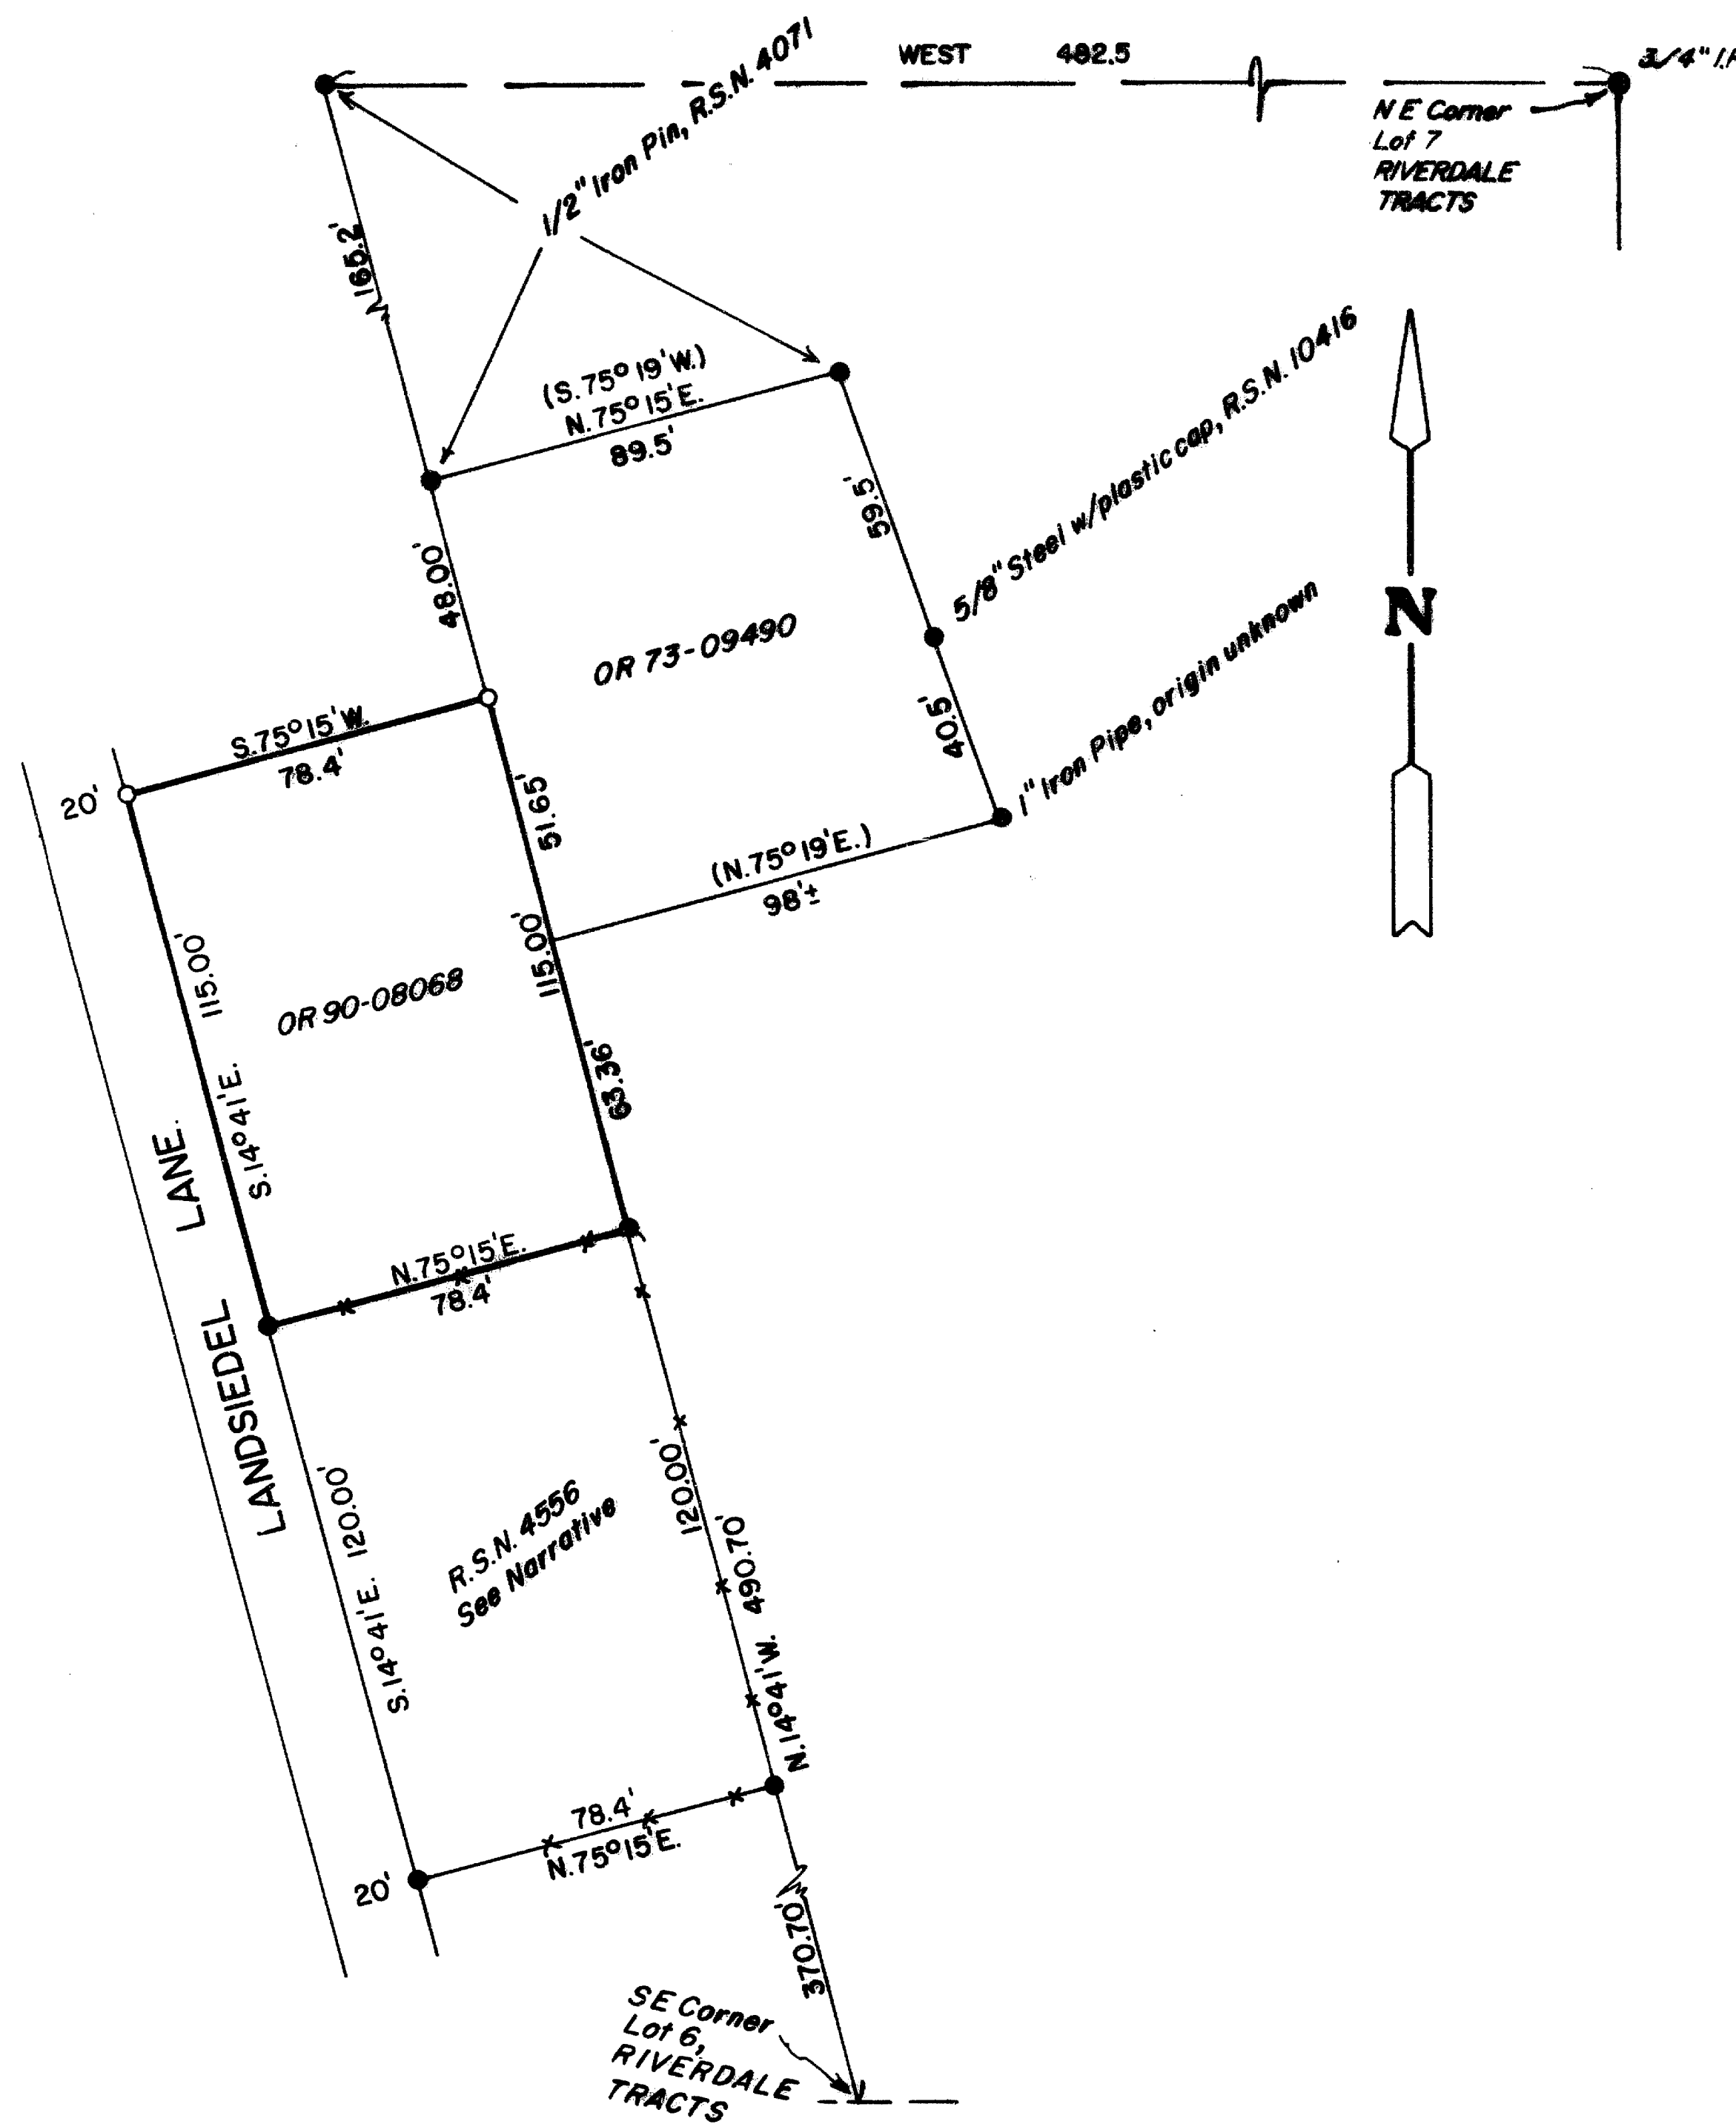 WEST 482.5
3/4" I.P
NE Corner
Lot 7
RIVERDALE
TRACTS
1/2" Iron Pin, R.S.N. 4071
165.2'
(S.75°19'W.)
N.75°15'E.
89.5'
59.5'
5/8" Steel w/plastic cap, R.S.N. 10416
48.00'
OR 73-09490
N
40.5'
1" Iron Pipe, origin unknown
S.75°15'W.
78.4'
20'
51.65'
(N.75°19'E.)
98'±
115.00'
S.14°41'E. 115.00'
OR 90-08068
63.36'
LANDSIEDEL LANE.
N.75°15'E.
78.4'
S.14°41'E. 120.00'
R.S.N. 4556
See Narrative
120.00'
N.14°41'W. 490.70'
78.4'
N.75°15'E.
20'
370.70'
SE Corner
Lot 6,
RIVERDALE
TRACTS